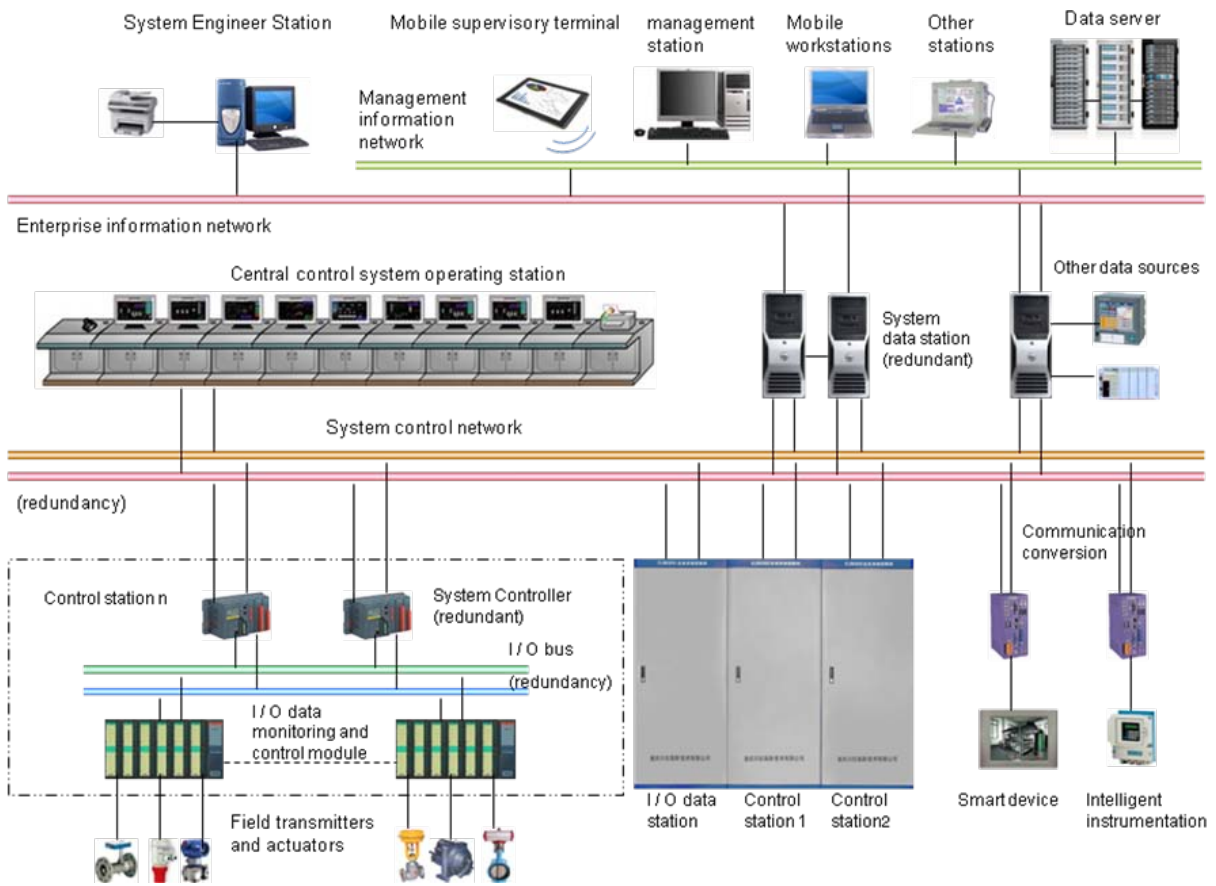 System Engineer Station
Mobile supervisory terminal
management
station
Mobile
workstations
Other
stations
Data server
Management
information
network
Enterprise information network
Central control system operating station
Other data sources
System
data station
(redundant)
System control network
(redundancy)
Communication
conversion
Control station n
System Controller
(redundant)
I / O bus
(redundancy)
I / O data
monitoring and
control module
I / O data
station
Control
station 1
Control
station2
Smart device
Intelligent
instrumentation
Field transmitters
and actuators